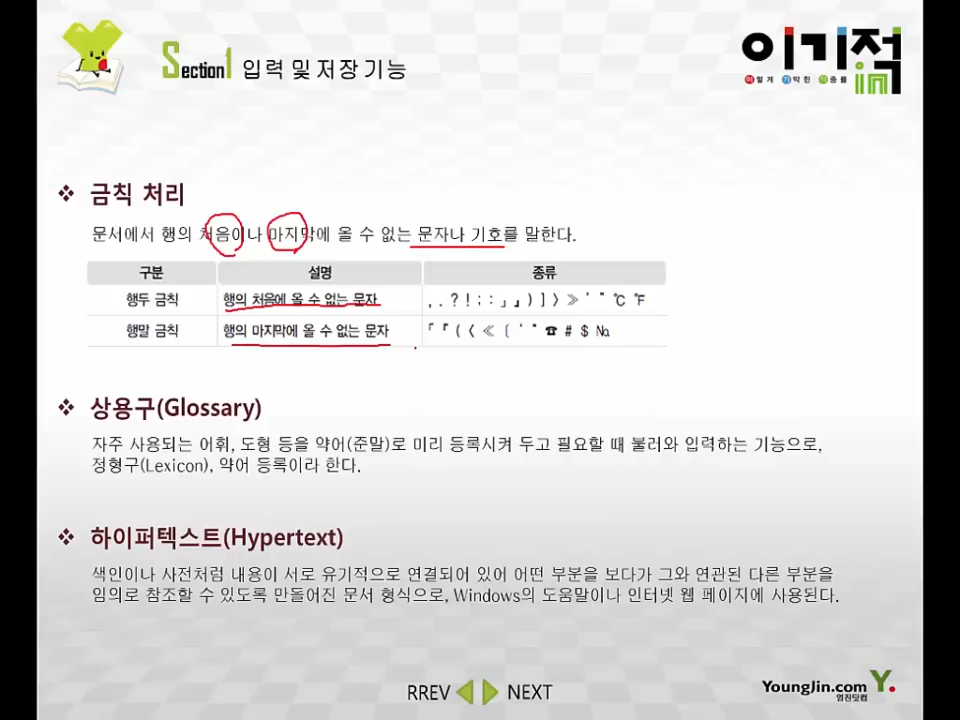 Section1 입력 및 저장 기능
이기적in
이렇게 기막힌 적중률
❖ 금칙 처리
문서에서 행의 처음이나 마지막에 올 수 없는 문자나 기호를 말한다.
구분 설명 종류
행두 금칙 행의 처음에 올 수 없는 문자 , . ? ! ; : 」 』 ) ] 〉 》 ' " ℃ ℉
행말 금칙 행의 마지막에 올 수 없는 문자 「 『 ( 〈 《 〔 ' " ☎ # $ №
❖ 상용구(Glossary)
자주 사용되는 어휘, 도형 등을 약어(준말)로 미리 등록시켜 두고 필요할 때 불러와 입력하는 기능으로,
정형구(Lexicon), 약어 등록이라 한다.
❖ 하이퍼텍스트(Hypertext)
색인이나 사전처럼 내용이 서로 유기적으로 연결되어 있어 어떤 부분을 보다가 그와 연관된 다른 부분을
임의로 참조할 수 있도록 만들어진 문서 형식으로, Windows의 도움말이나 인터넷 웹 페이지에 사용된다.
RREV NEXT
YoungJin.com Y.
영진닷컴